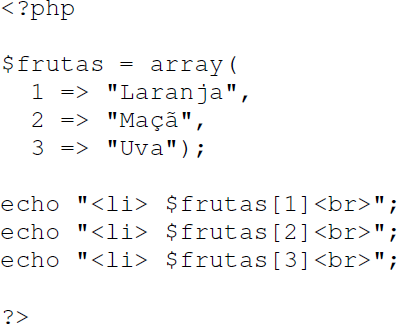 <?php
$frutas = array(
1 => "Laranja",
2 => "Maçã",
3 => "Uva");
echo "<li> $frutas[1]<br>";
echo "<li> $frutas[2]<br>";
echo "<li> $frutas[3]<br>";
?>